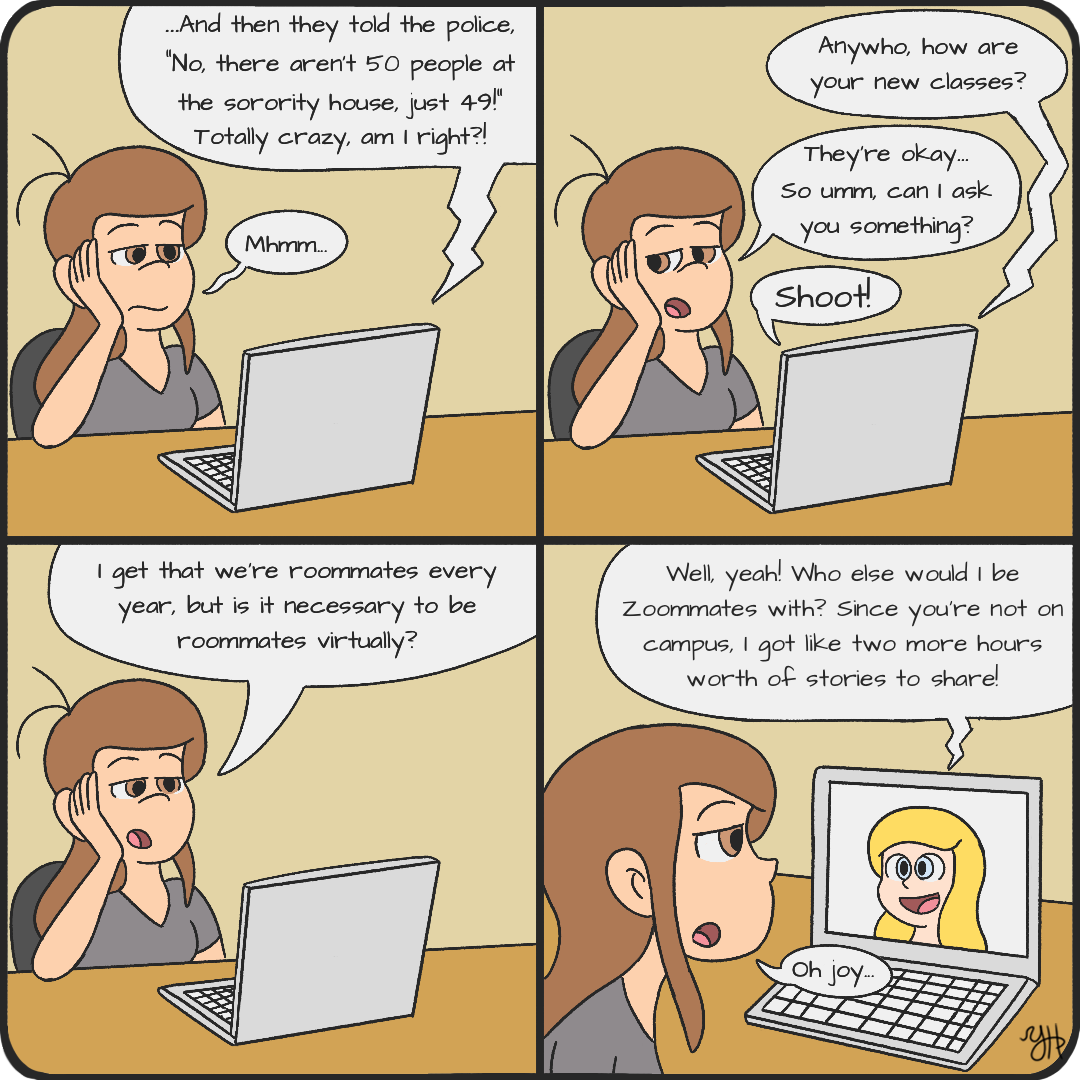 ...And then they told the police,
"No, there aren't 50 people at
the sorority house, just 49!"
Totally crazy, am I right?!
Mhmm...
Anywho, how are
your new classes?
They're okay...
So umm, can I ask
you something?
Shoot!
I get that we're roommates every
year, but is it necessary to be
roommates virtually?
Well, yeah! Who else would I be
Zoommates with? Since you're not on
campus, I got like two more hours
worth of stories to share!
Oh joy...
YH